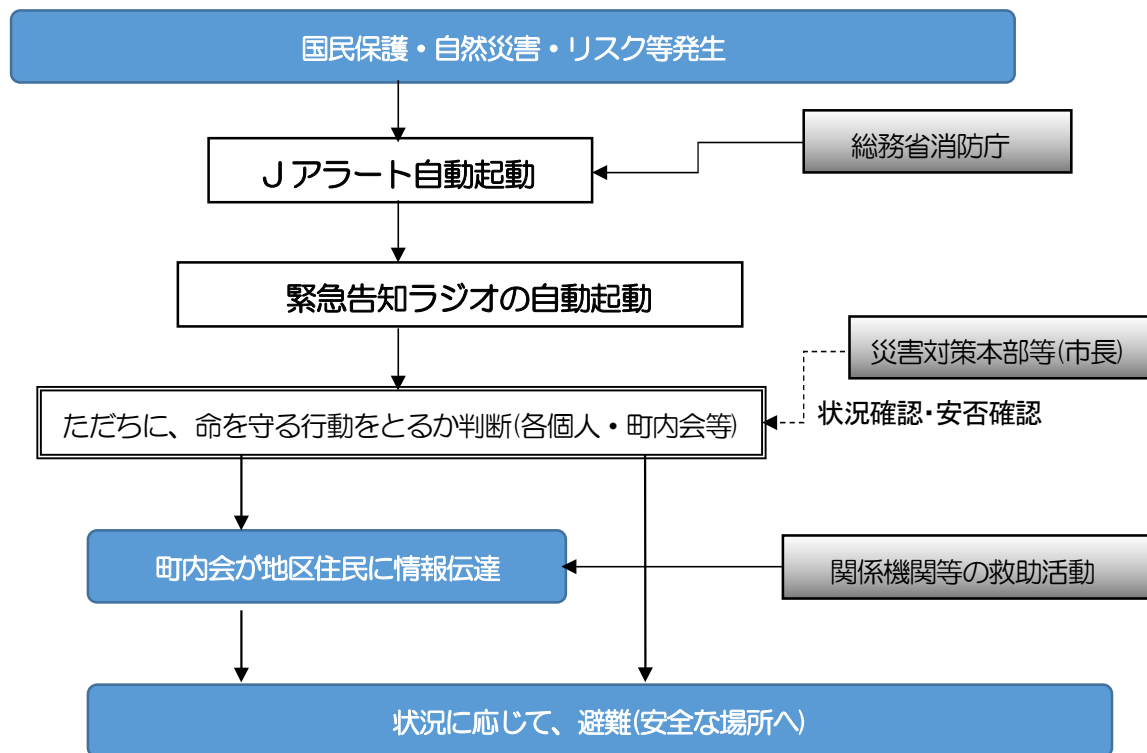 国民保護・自然災害・リスク等発生
Jアラート自動起動
総務省消防庁
緊急告知ラジオの自動起動
災害対策本部等(市長)
ただちに、命を守る行動をとるか判断(各個人・町内会等)
状況確認・安否確認
町内会が地区住民に情報伝達
関係機関等の救助活動
状況に応じて、避難(安全な場所へ)